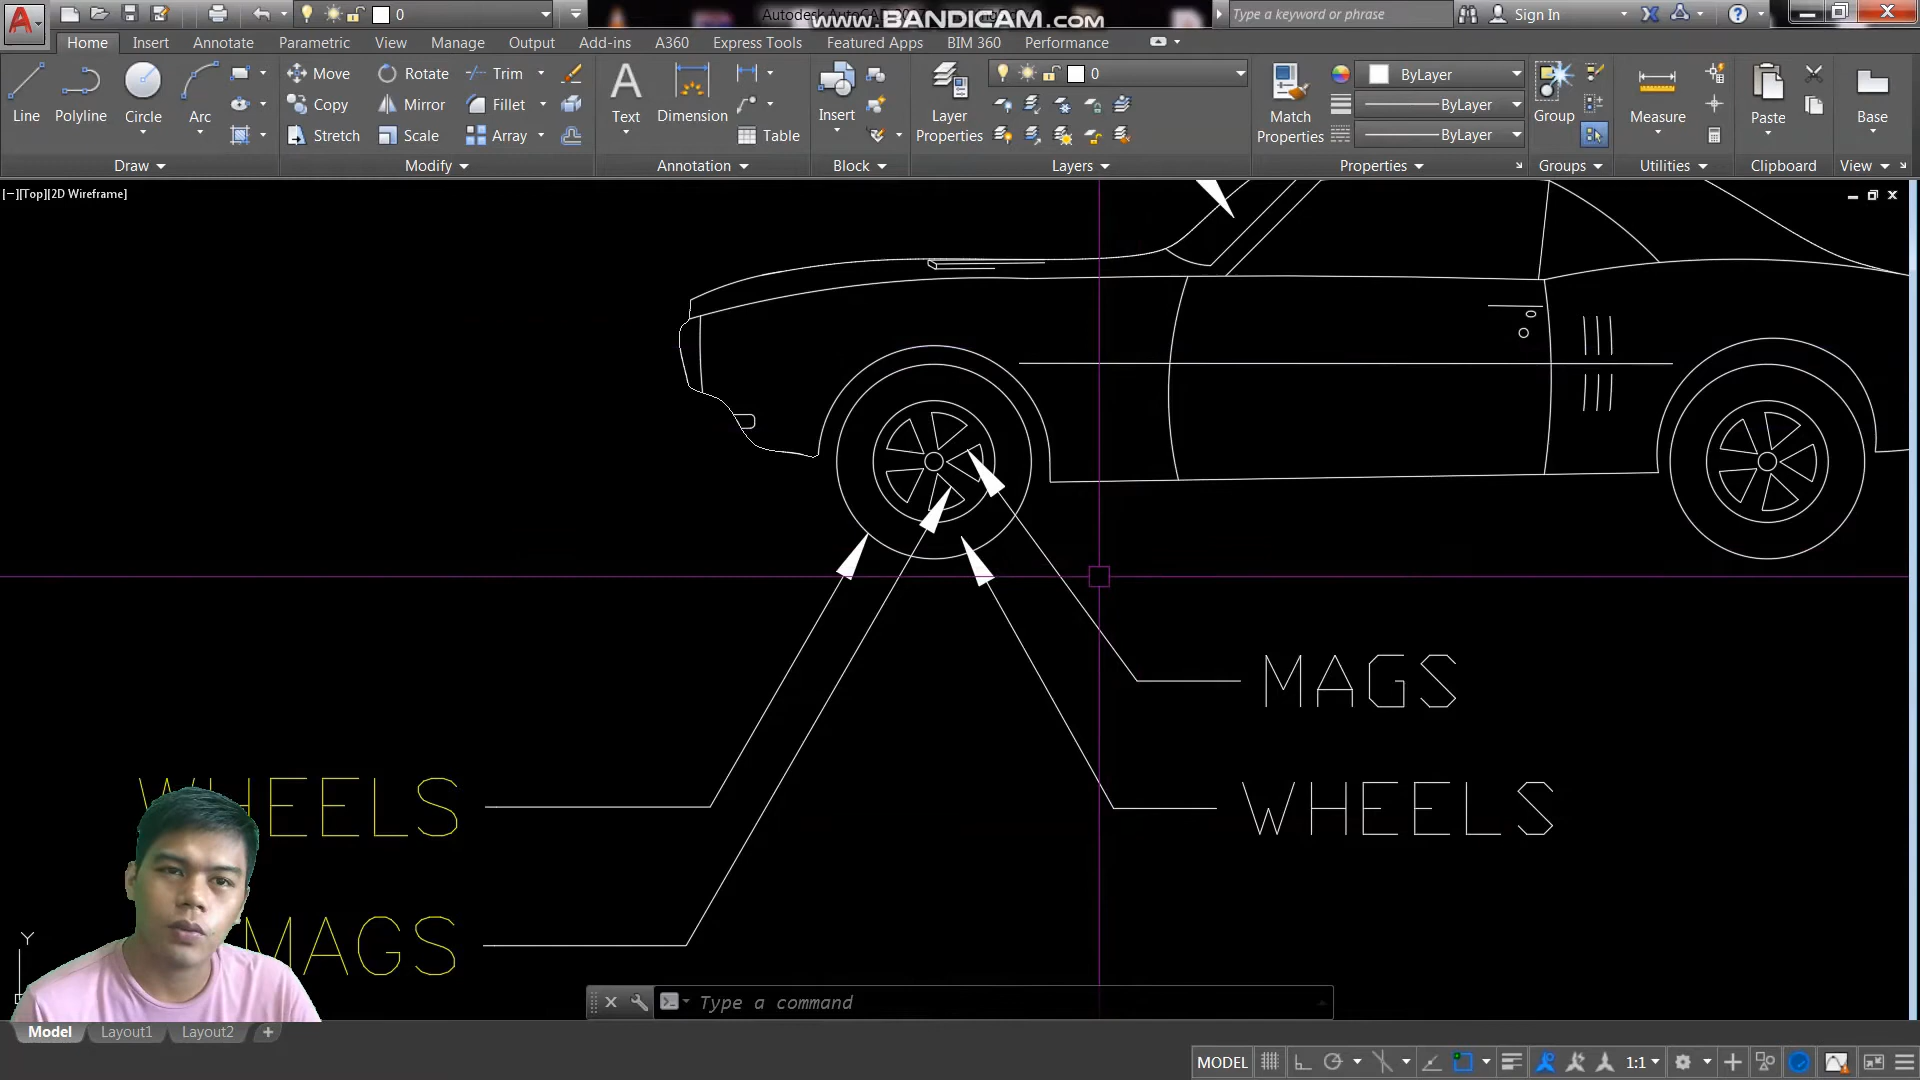 www.BANDICAM.com
0
Type a keyword or phrase
Sign In
Home Insert Annotate Parametric View Manage Output Add-ins A360 Express Tools Featured Apps BIM 360 Performance
Line Polyline Circle Arc
Move Rotate Trim
Copy Mirror Fillet
Stretch Scale Array
Text Dimension Table
Insert
Layer Properties
0
Match Properties
ByLayer
ByLayer
ByLayer
Group
Measure
Paste
Base
Draw Modify Annotation Block Layers Properties Groups Utilities Clipboard View
[−][Top][2D Wireframe]
MAGS
WHEELS
WHEELS
MAGS
Y
Type a command
Model Layout1 Layout2 +
MODEL 1:1